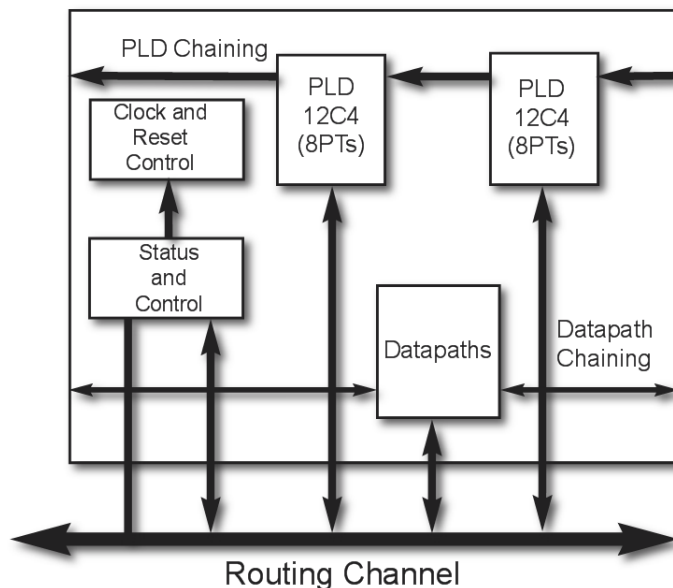 PLD Chaining
PLD
12C4
(8PTs)
PLD
12C4
(8PTs)
Clock and
Reset
Control
Status
and
Control
Datapaths
Datapath
Chaining
Routing Channel